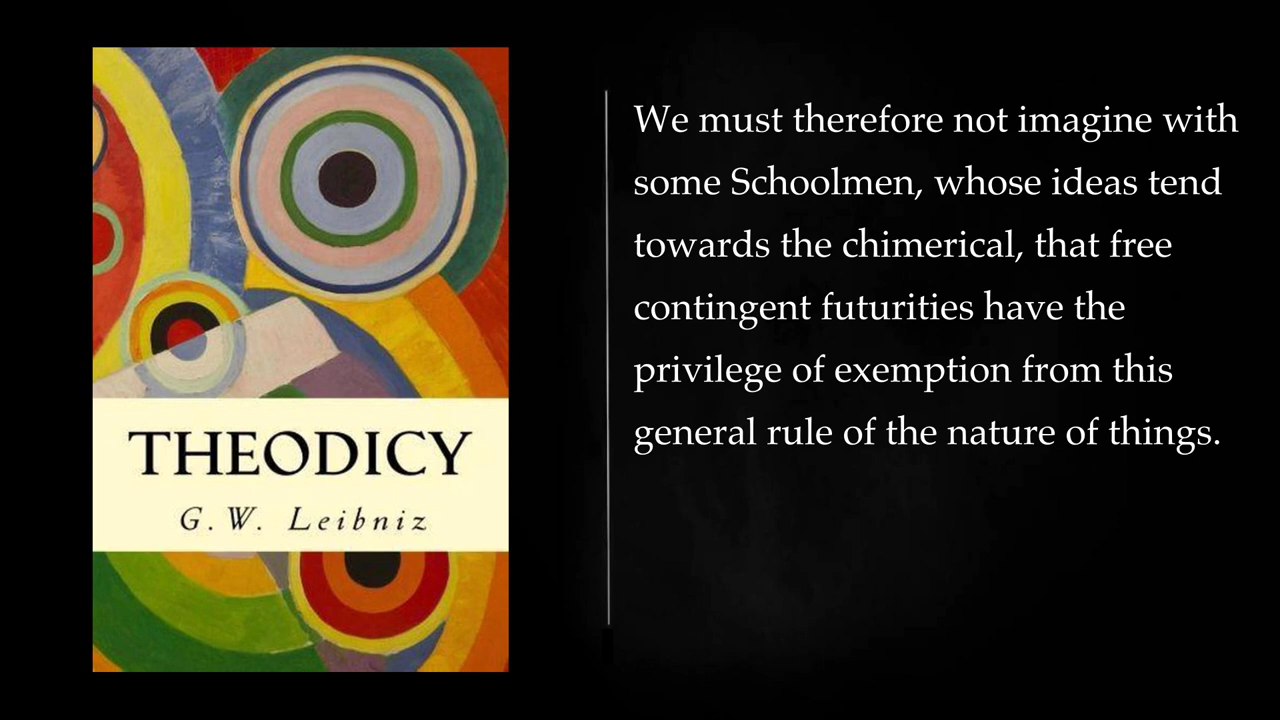 THEODICY
G. W. Leibniz
We must therefore not imagine with
some Schoolmen, whose ideas tend
towards the chimerical, that free
contingent futurities have the
privilege of exemption from this
general rule of the nature of things.